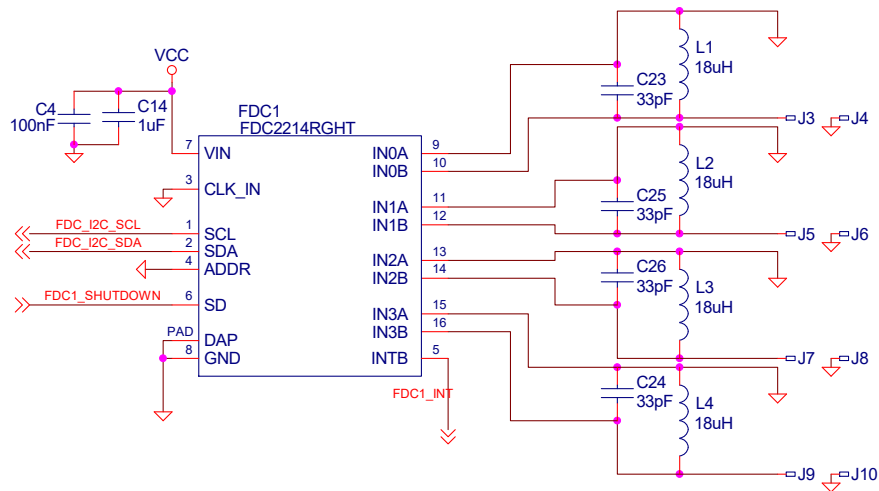 VCC
C4
100nF
C14
1uF
FDC1
FDC2214RGHT
7
VIN
3
CLK_IN
FDC_I2C_SCL
1
SCL
FDC_I2C_SDA
2
SDA
4
ADDR
FDC1_SHUTDOWN
6
SD
PAD
DAP
8
GND
IN0A
9
IN0B
10
IN1A
11
IN1B
12
IN2A
13
IN2B
14
IN3A
15
IN3B
16
INTB
5
FDC1_INT
L1
18uH
C23
33pF
J3
J4
L2
18uH
C25
33pF
J5
J6
C26
33pF
L3
18uH
J7
J8
C24
33pF
L4
18uH
J9
J10